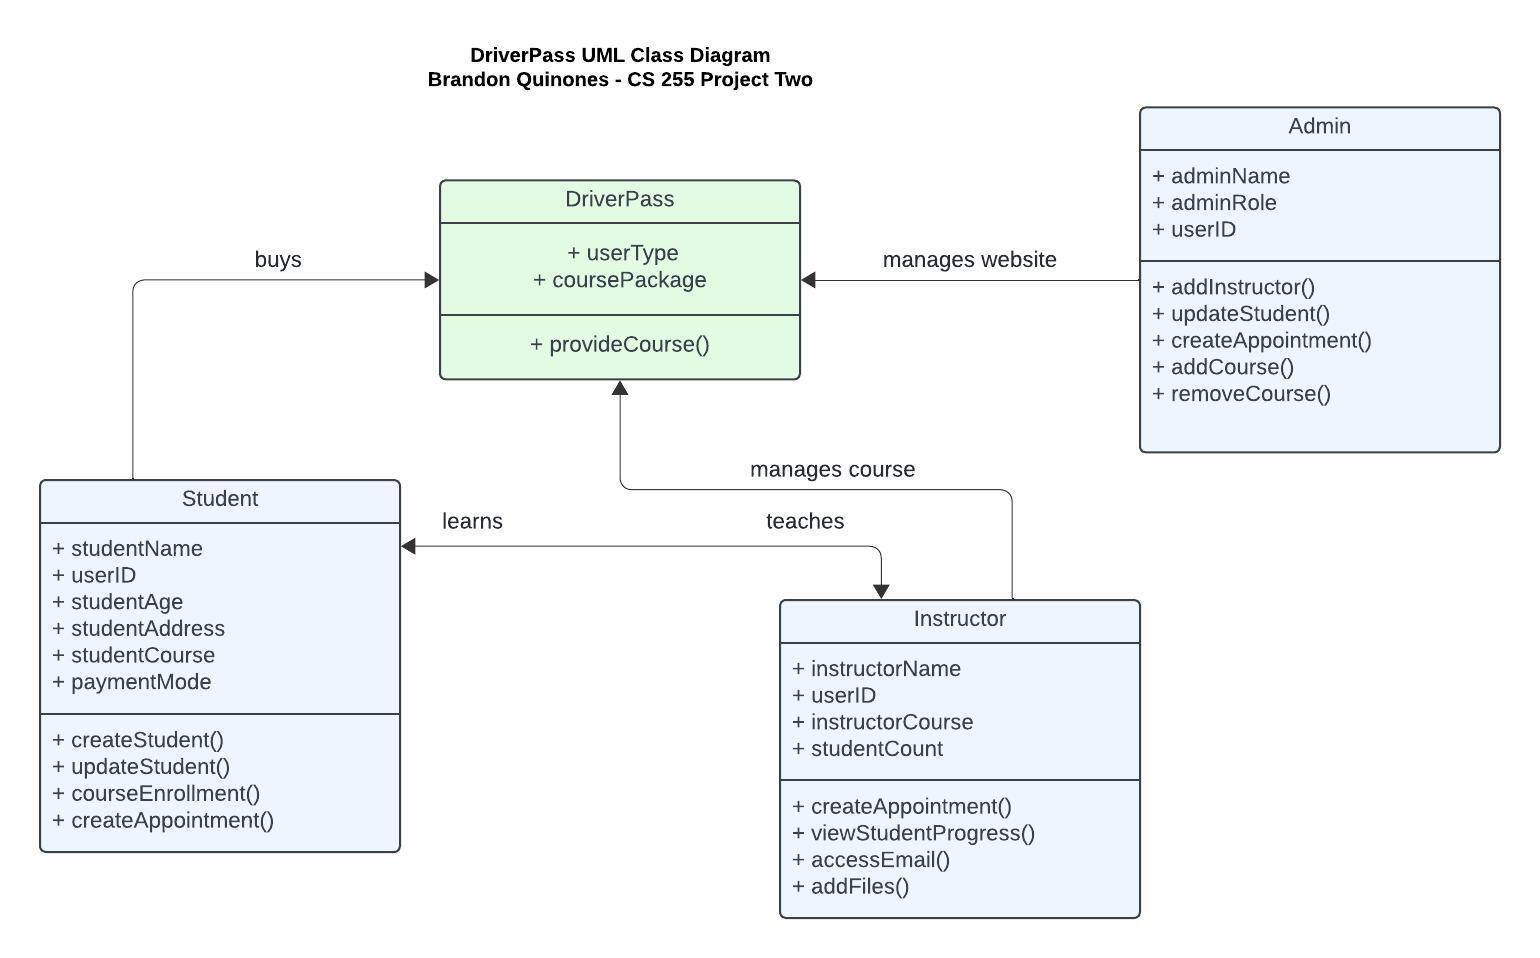 DriverPass UML Class Diagram
Brandon Quinones - CS 255 Project Two
Admin
+ adminName
+ adminRole
+ userID
+ addInstructor()
+ updateStudent()
+ createAppointment()
+ addCourse()
+ removeCourse()
DriverPass
+ userType
+ coursePackage
+ provideCourse()
buys
manages website
manages course
learns
teaches
Student
+ studentName
+ userID
+ studentAge
+ studentAddress
+ studentCourse
+ paymentMode
+ createStudent()
+ updateStudent()
+ courseEnrollment()
+ createAppointment()
Instructor
+ instructorName
+ userID
+ instructorCourse
+ studentCount
+ createAppointment()
+ viewStudentProgress()
+ accessEmail()
+ addFiles()